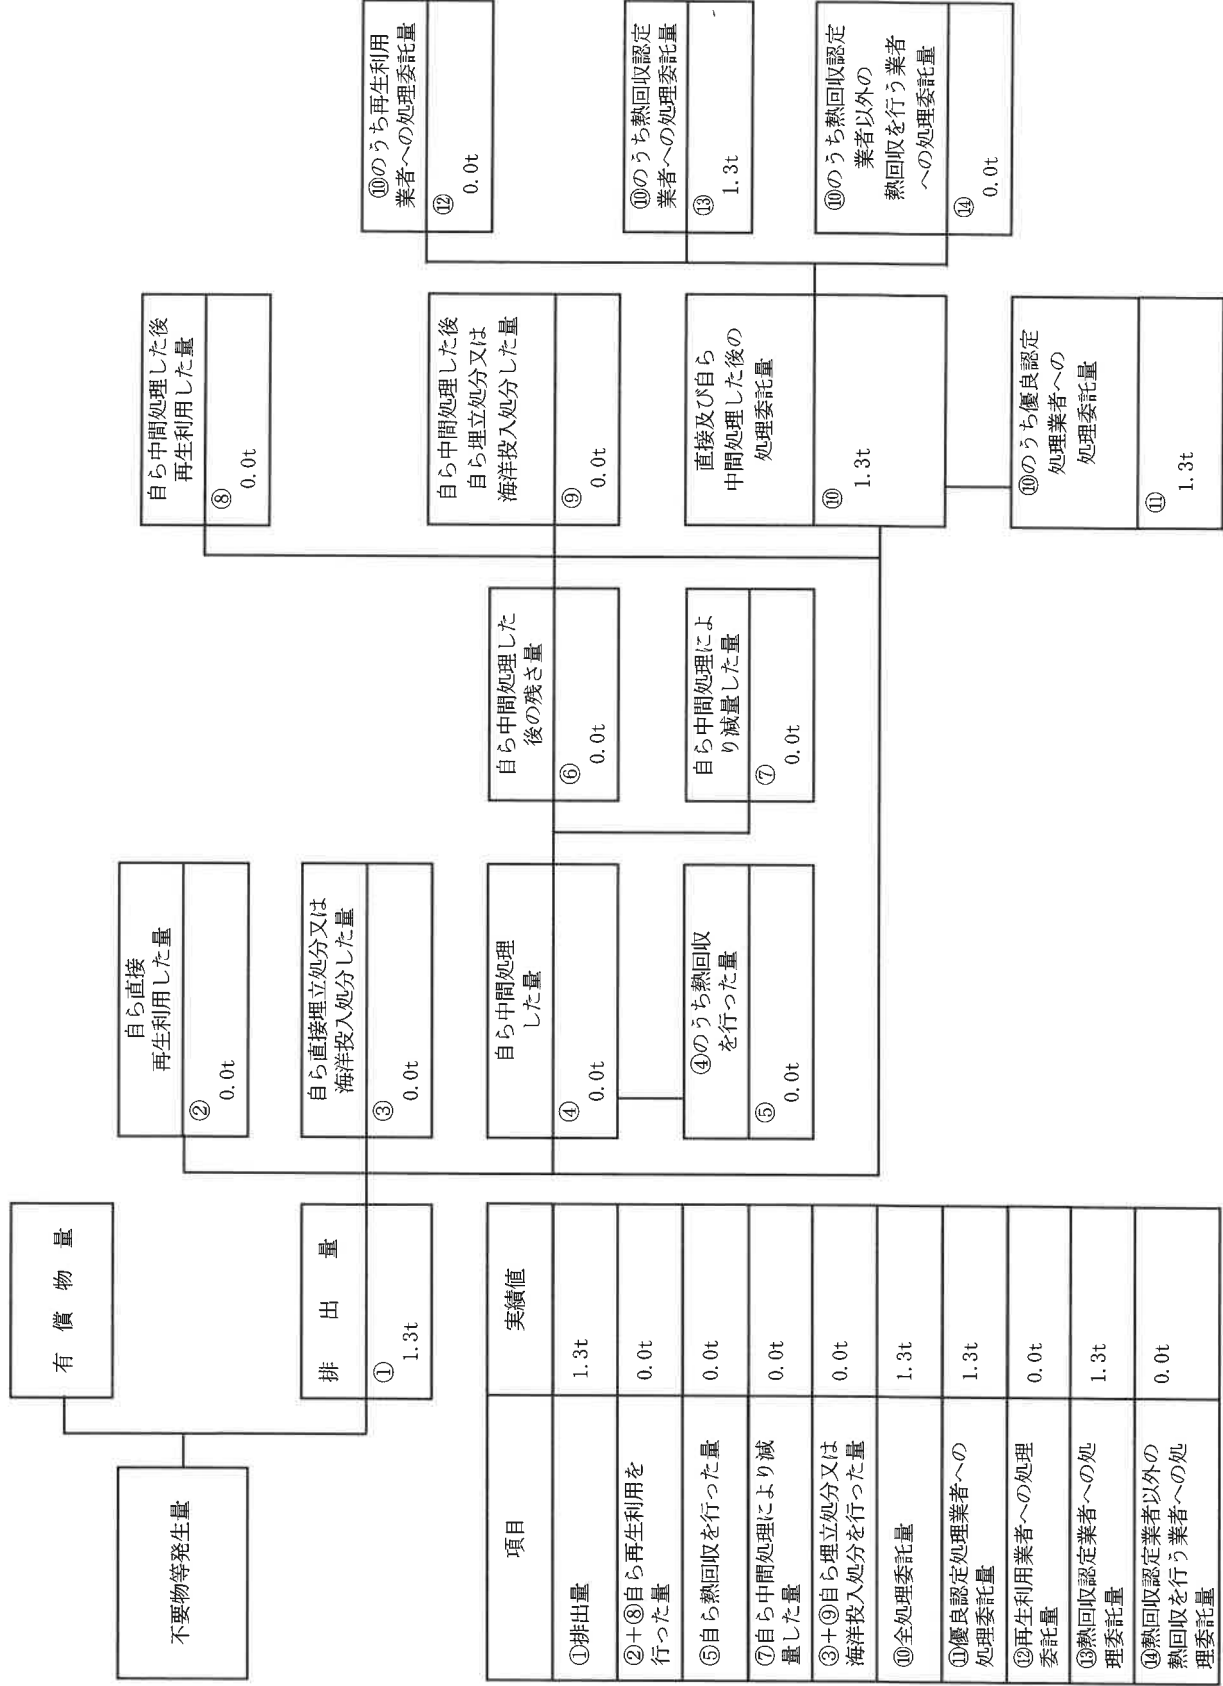 不要物等発生量
有償物量
排出量
①
1.3t
自ら直接
再生利用した量
②
0.0t
自ら直接埋立処分又は
海洋投入処分した量
③
0.0t
自ら中間処理
した量
④
0.0t
④のうち熱回収
を行った量
⑤
0.0t
自ら中間処理した
後の残さ量
⑥
0.0t
自ら中間処理によ
り減量した量
⑦
0.0t
自ら中間処理した後
再生利用した量
⑧
0.0t
自ら中間処理した後
自ら埋立処分又は
海洋投入処分した量
⑨
0.0t
直接及び自ら
中間処理した後の
処理委託量
⑩
1.3t
⑩のうち優良認定
処理業者への
処理委託量
⑪
1.3t
⑩のうち再生利用
業者への処理委託量
⑫
0.0t
⑩のうち熱回収認定
業者への処理委託量
⑬
1.3t
⑩のうち熱回収認定
業者以外の
熱回収を行う業者
への処理委託量
⑭
0.0t
項目 実績値
①排出量 1.3t
②+⑧自ら再生利用を
行った量 0.0t
⑤自ら熱回収を行った量 0.0t
⑦自ら中間処理により減
量した量 0.0t
③+⑨自ら埋立処分又は
海洋投入処分を行った量 0.0t
⑩全処理委託量 1.3t
⑪優良認定処理業者への
処理委託量 1.3t
⑫再生利用業者への処理
委託量 0.0t
⑬熱回収認定業者への処
理委託量 1.3t
⑭熱回収認定業者以外の
熱回収を行う業者への処
理委託量 0.0t